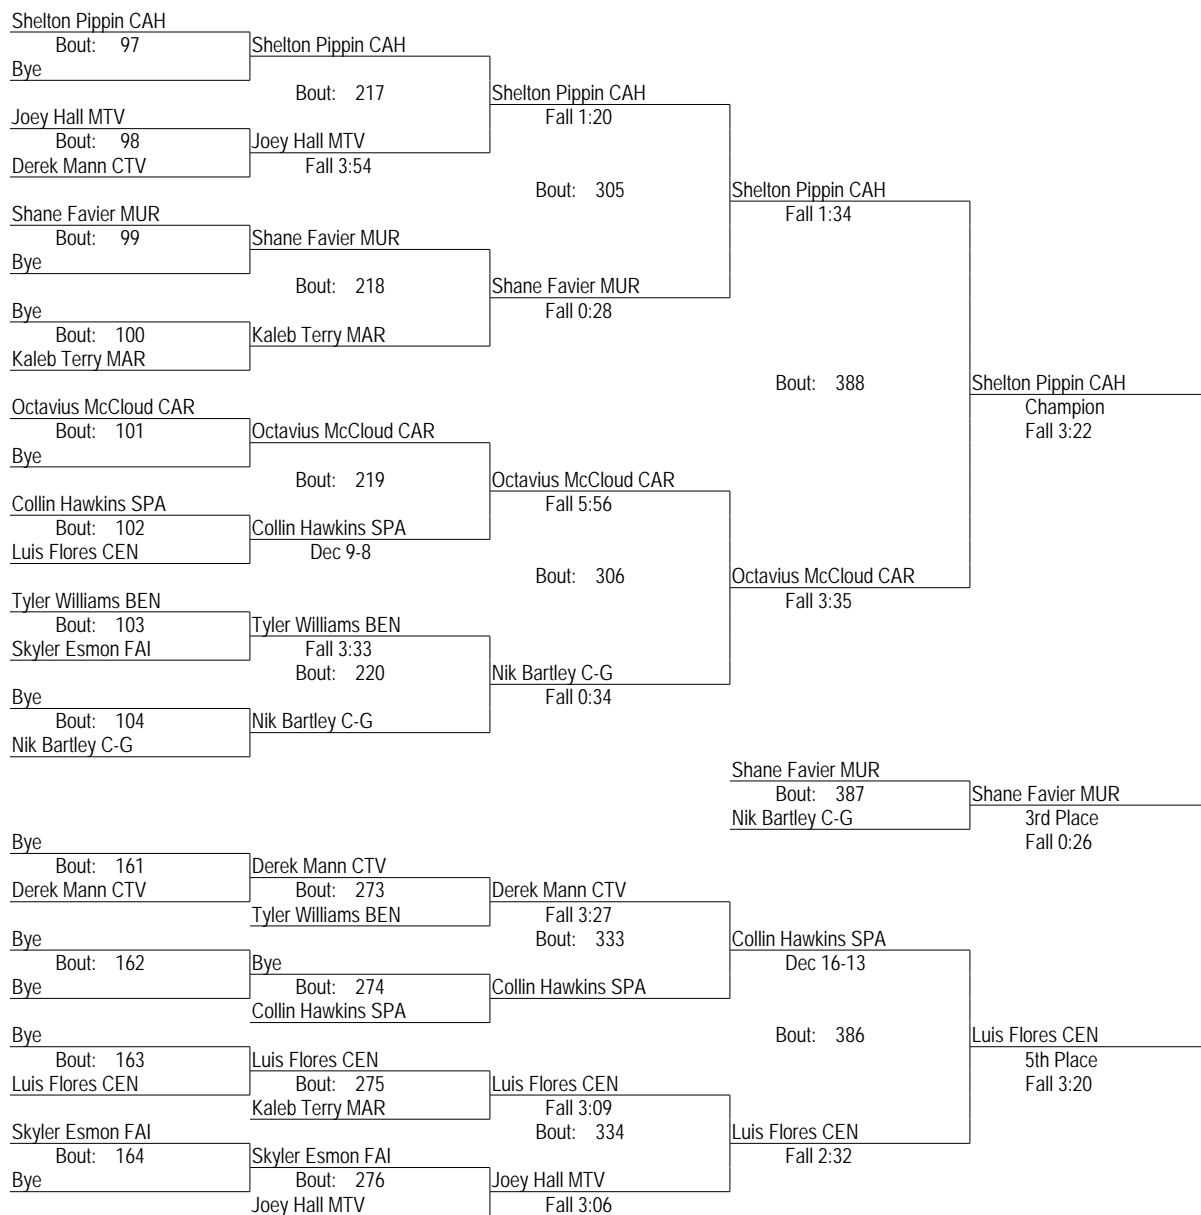 Shelton Pippin CAH
Bout: 97
Shelton Pippin CAH
Bye
Bout: 217
Shelton Pippin CAH
Joey Hall MTV
Fall 1:20
Bout: 98
Joey Hall MTV
Derek Mann CTV
Fall 3:54
Bout: 305
Shelton Pippin CAH
Shane Favier MUR
Fall 1:34
Bout: 99
Shane Favier MUR
Bye
Bout: 218
Shane Favier MUR
Bye
Fall 0:28
Bout: 100
Kaleb Terry MAR
Kaleb Terry MAR
Bout: 388
Shelton Pippin CAH
Octavius McCloud CAR
Champion
Bout: 101
Octavius McCloud CAR
Fall 3:22
Bye
Bout: 219
Octavius McCloud CAR
Collin Hawkins SPA
Fall 5:56
Bout: 102
Collin Hawkins SPA
Luis Flores CEN
Dec 9-8
Bout: 306
Octavius McCloud CAR
Tyler Williams BEN
Fall 3:35
Bout: 103
Tyler Williams BEN
Skyler Esmon FAI
Fall 3:33
Bout: 220
Nik Bartley C-G
Bye
Fall 0:34
Bout: 104
Nik Bartley C-G
Nik Bartley C-G
Shane Favier MUR
Bout: 387
Shane Favier MUR
Nik Bartley C-G
3rd Place
Fall 0:26
Bye
Bout: 161
Derek Mann CTV
Derek Mann CTV
Bout: 273
Derek Mann CTV
Tyler Williams BEN
Fall 3:27
Bye
Bout: 333
Collin Hawkins SPA
Bout: 162
Bye
Dec 16-13
Bye
Bout: 274
Collin Hawkins SPA
Collin Hawkins SPA
Bye
Bout: 386
Luis Flores CEN
Bout: 163
Luis Flores CEN
5th Place
Luis Flores CEN
Bout: 275
Luis Flores CEN
Fall 3:20
Kaleb Terry MAR
Fall 3:09
Skyler Esmon FAI
Bout: 334
Luis Flores CEN
Bout: 164
Skyler Esmon FAI
Fall 2:32
Bye
Bout: 276
Joey Hall MTV
Joey Hall MTV
Fall 3:06